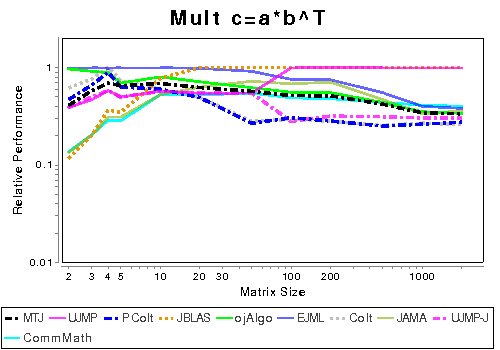 Mult c=a*b^T
Relative Performance
1
0.1
0.01
2 3 4 5 10 20 30 100 200 1000
Matrix Size
MTJ UJMP PColt JBLAS ojAlgo EJML Colt JAMA UJMP-J
CommMath